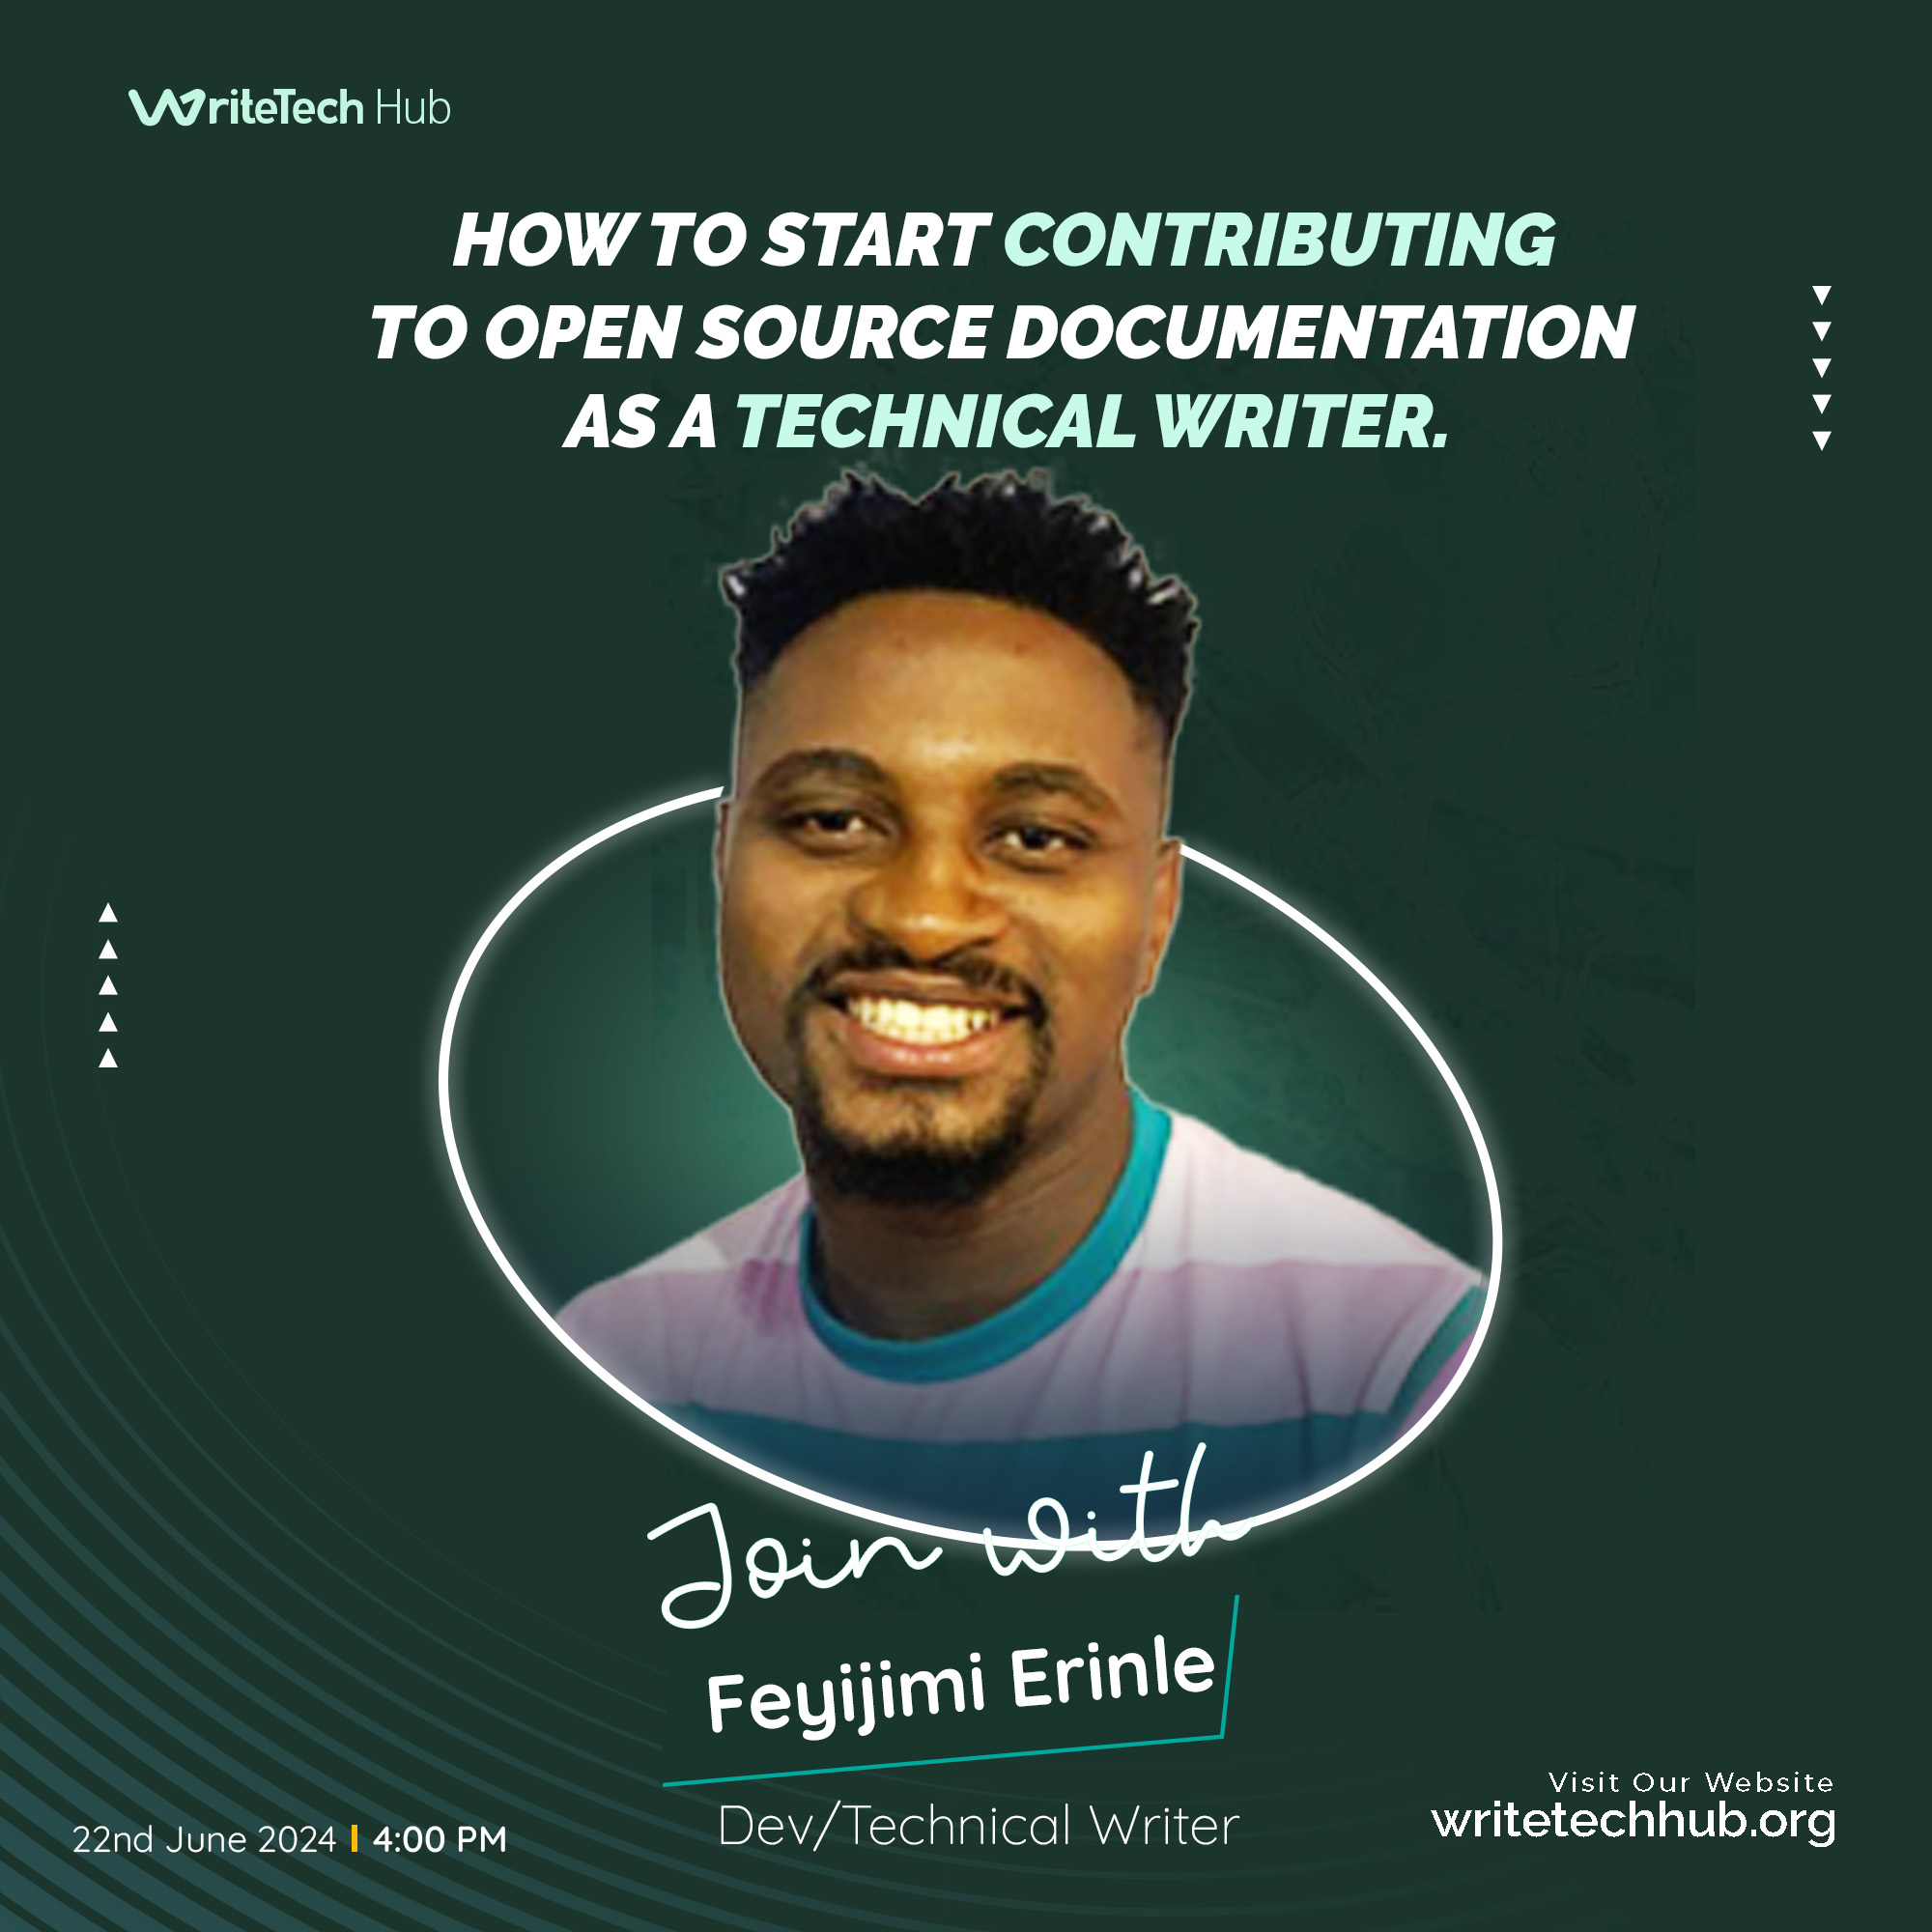 WriteTech Hub
HOW TO START CONTRIBUTING
TO OPEN SOURCE DOCUMENTATION
AS A TECHNICAL WRITER.
Join with
Feyijimi Erinle
Dev/Technical Writer
22nd June 2024 | 4:00 PM
Visit Our Website
writetechhub.org